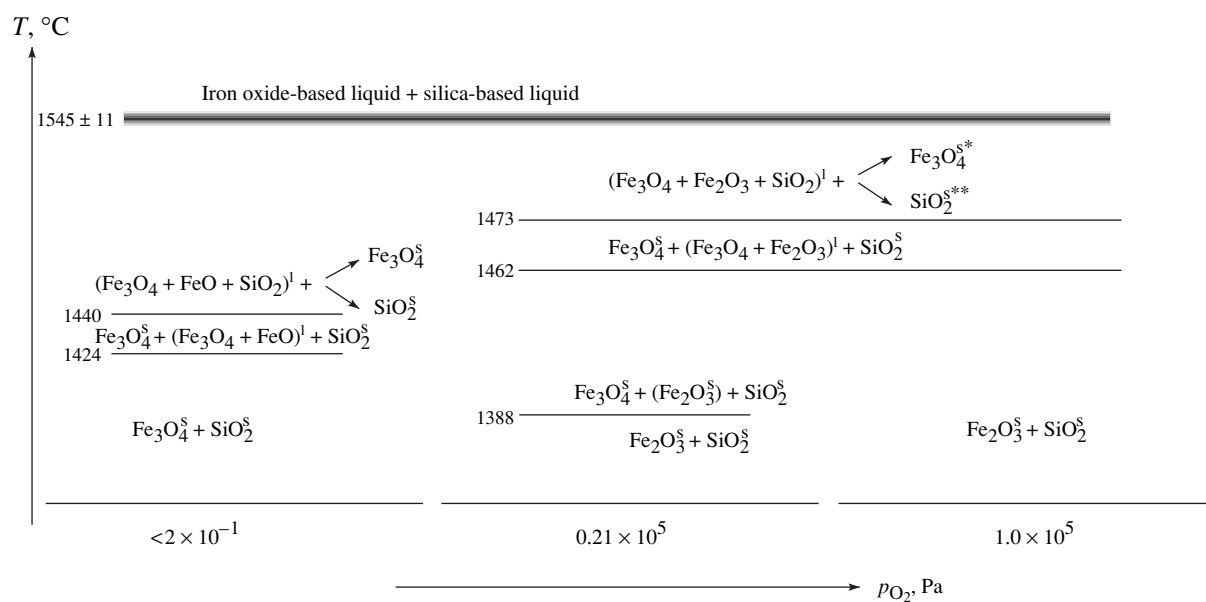 T, °C
Iron oxide-based liquid + silica-based liquid
1545 ± 11
Fe₃O₄ˢ*
(Fe₃O₄ + Fe₂O₃ + SiO₂)ˡ +
SiO₂ˢ**
1473
Fe₃O₄ˢ + (Fe₃O₄ + Fe₂O₃)ˡ + SiO₂ˢ
1462
Fe₃O₄ˢ
(Fe₃O₄ + FeO + SiO₂)ˡ +
SiO₂ˢ
1440
Fe₃O₄ˢ + (Fe₃O₄ + FeO)ˡ + SiO₂ˢ
1424
Fe₃O₄ˢ + (Fe₂O₃ˢ) + SiO₂ˢ
1388
Fe₃O₄ˢ + SiO₂ˢ
Fe₂O₃ˢ + SiO₂ˢ
Fe₂O₃ˢ + SiO₂ˢ
<2 × 10⁻¹
0.21 × 10⁵
1.0 × 10⁵
p_O₂, Pa